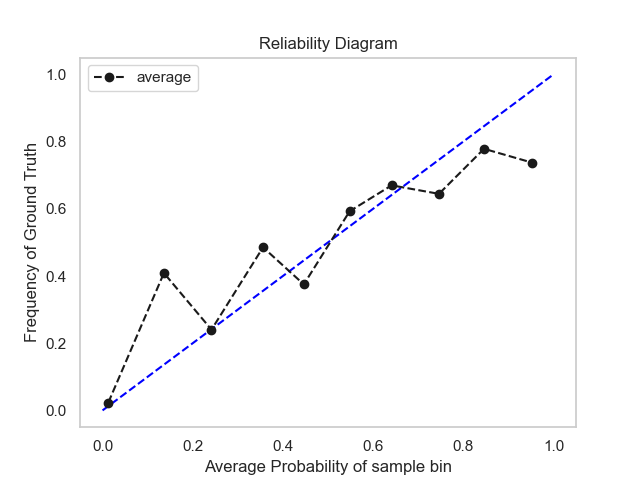 Reliability Diagram
average
Frequency of Ground Truth
1.0
0.8
0.6
0.4
0.2
0.0
0.0 0.2 0.4 0.6 0.8 1.0
Average Probability of sample bin